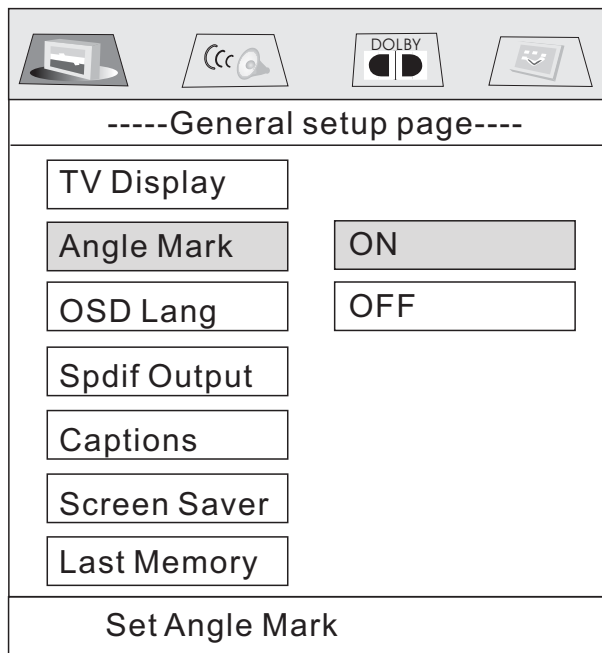 DOLBY
-----General setup page----
TV Display
Angle Mark ON
OSD Lang OFF
Spdif Output
Captions
Screen Saver
Last Memory
Set Angle Mark